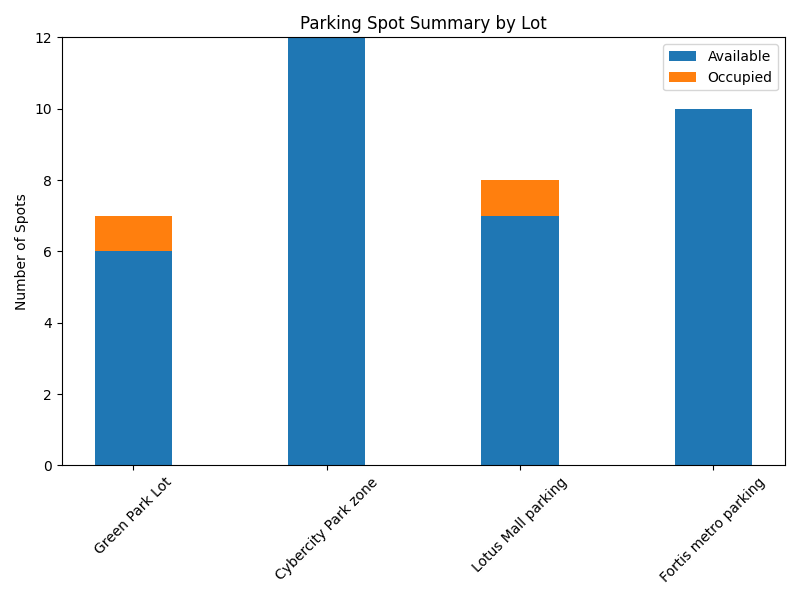 Parking Spot Summary by Lot
Available
Occupied
Number of Spots
12
10
8
6
4
2
0
Green Park Lot
Cybercity Park zone
Lotus Mall parking
Fortis metro parking